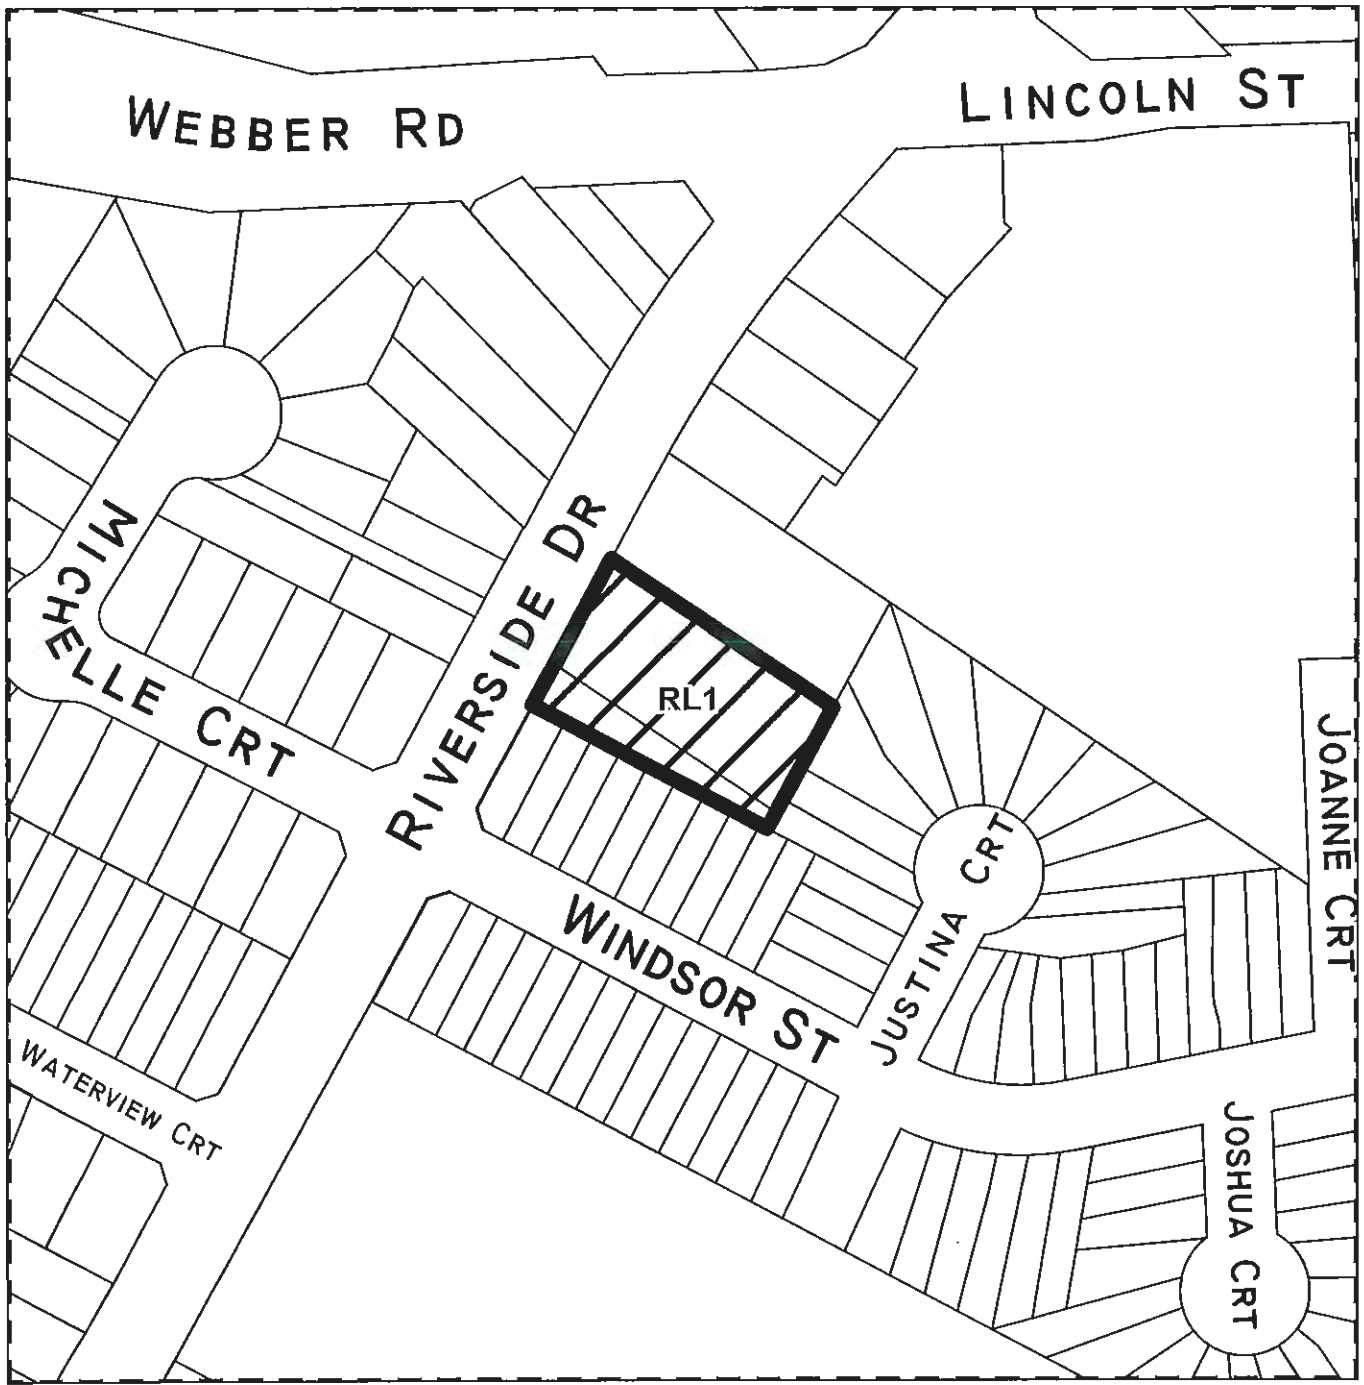 LINCOLN ST
WEBBER RD
RIVERSIDE DR
MICHELLE CRT
RL1
JOANNE CRT
JUSTINA CRT
WINDSOR ST
WATERVIEW CRT
JOSHUA CRT